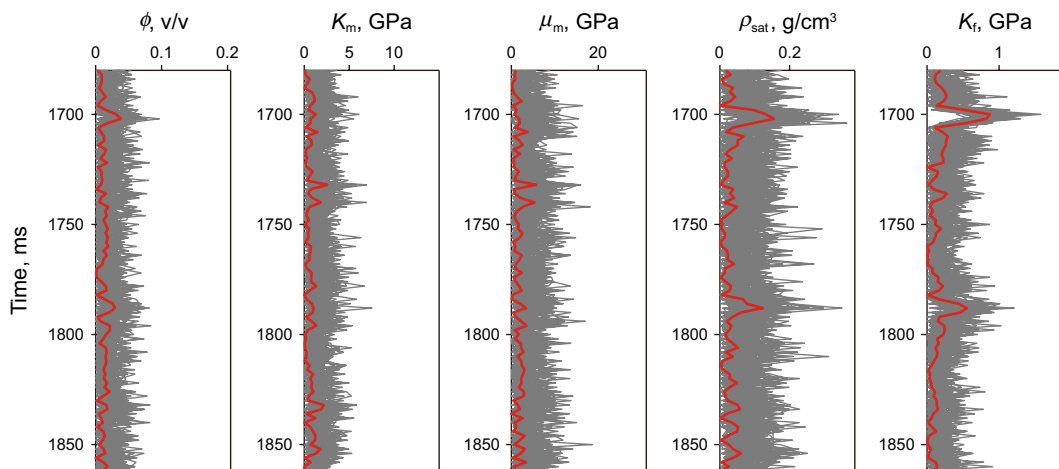 ϕ, v/v
K_m, GPa
μ_m, GPa
ρ_sat, g/cm³
K_f, GPa
0 0.1 0.2
0 5 10
0 20
0 0.2
0 1
Time, ms
1700 1700 1700 1700 1700
1750 1750 1750 1750 1750
1800 1800 1800 1800 1800
1850 1850 1850 1850 1850